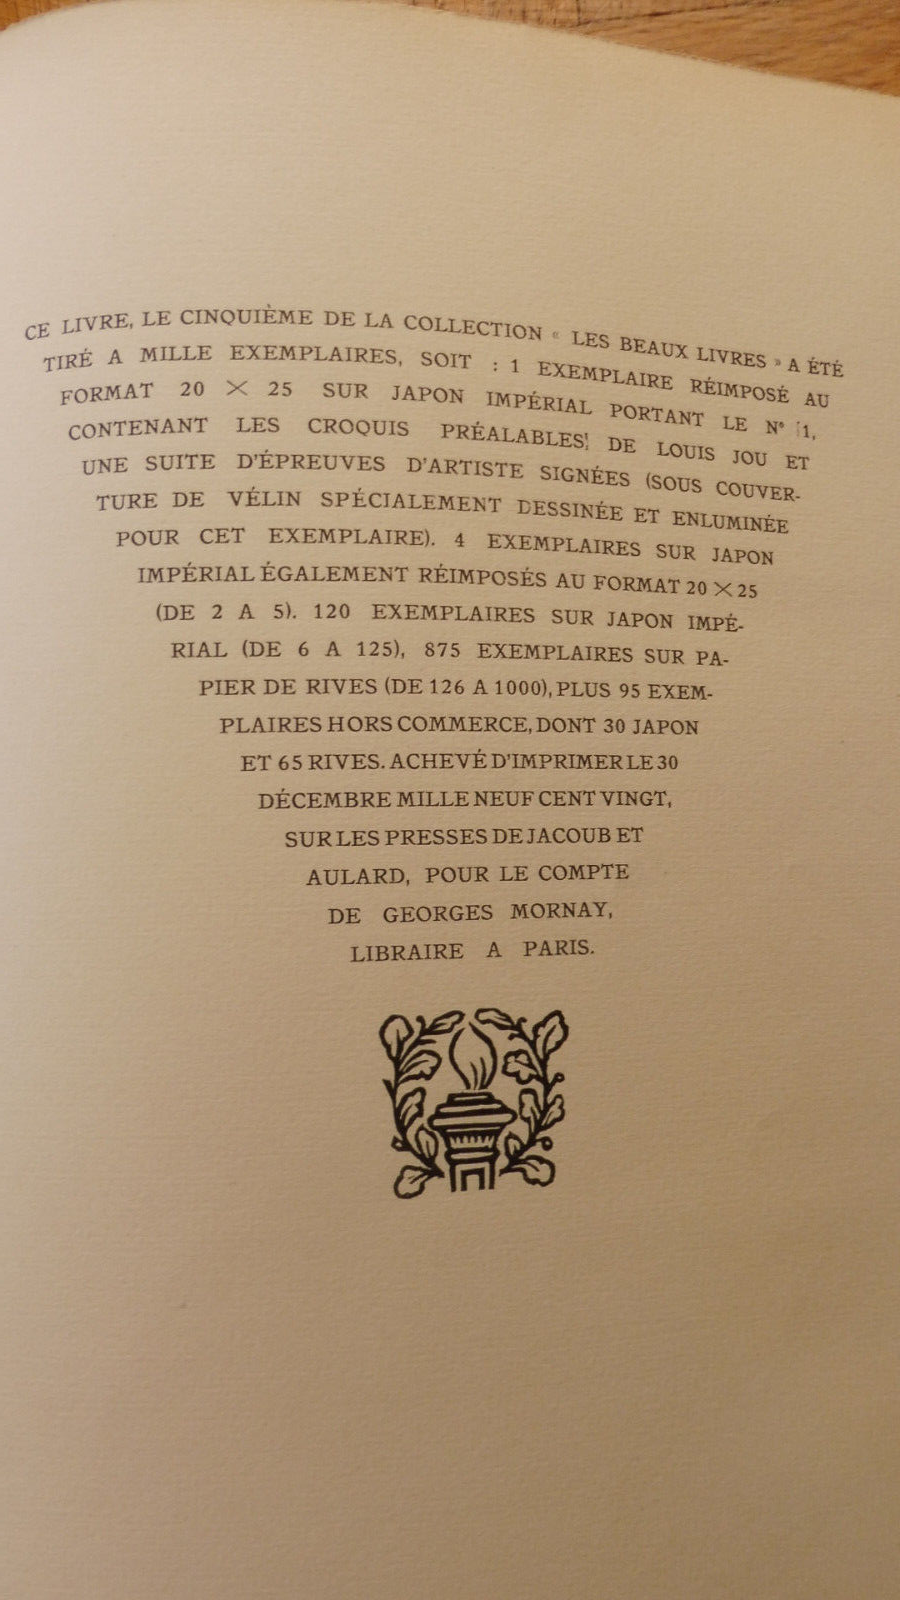 CE LIVRE, LE CINQUIÈME DE LA COLLECTION « LES BEAUX LIVRES » A ÉTÉ
TIRÉ A MILLE EXEMPLAIRES, SOIT : 1 EXEMPLAIRE RÉIMPOSÉ AU
FORMAT 20 × 25 SUR JAPON IMPÉRIAL PORTANT LE N° 1,
CONTENANT LES CROQUIS PRÉALABLES DE LOUIS JOU ET
UNE SUITE D'ÉPREUVES D'ARTISTE SIGNÉES (SOUS COUVER-
TURE DE VÉLIN SPÉCIALEMENT DESSINÉE ET ENLUMINÉE
POUR CET EXEMPLAIRE). 4 EXEMPLAIRES SUR JAPON
IMPÉRIAL ÉGALEMENT RÉIMPOSÉS AU FORMAT 20 × 25
(DE 2 A 5). 120 EXEMPLAIRES SUR JAPON IMPÉ-
RIAL (DE 6 A 125), 875 EXEMPLAIRES SUR PA-
PIER DE RIVES (DE 126 A 1000), PLUS 95 EXEM-
PLAIRES HORS COMMERCE, DONT 30 JAPON
ET 65 RIVES. ACHEVÉ D'IMPRIMER LE 30
DÉCEMBRE MILLE NEUF CENT VINGT,
SUR LES PRESSES DE JACOUB ET
AULARD, POUR LE COMPTE
DE GEORGES MORNAY,
LIBRAIRE A PARIS.